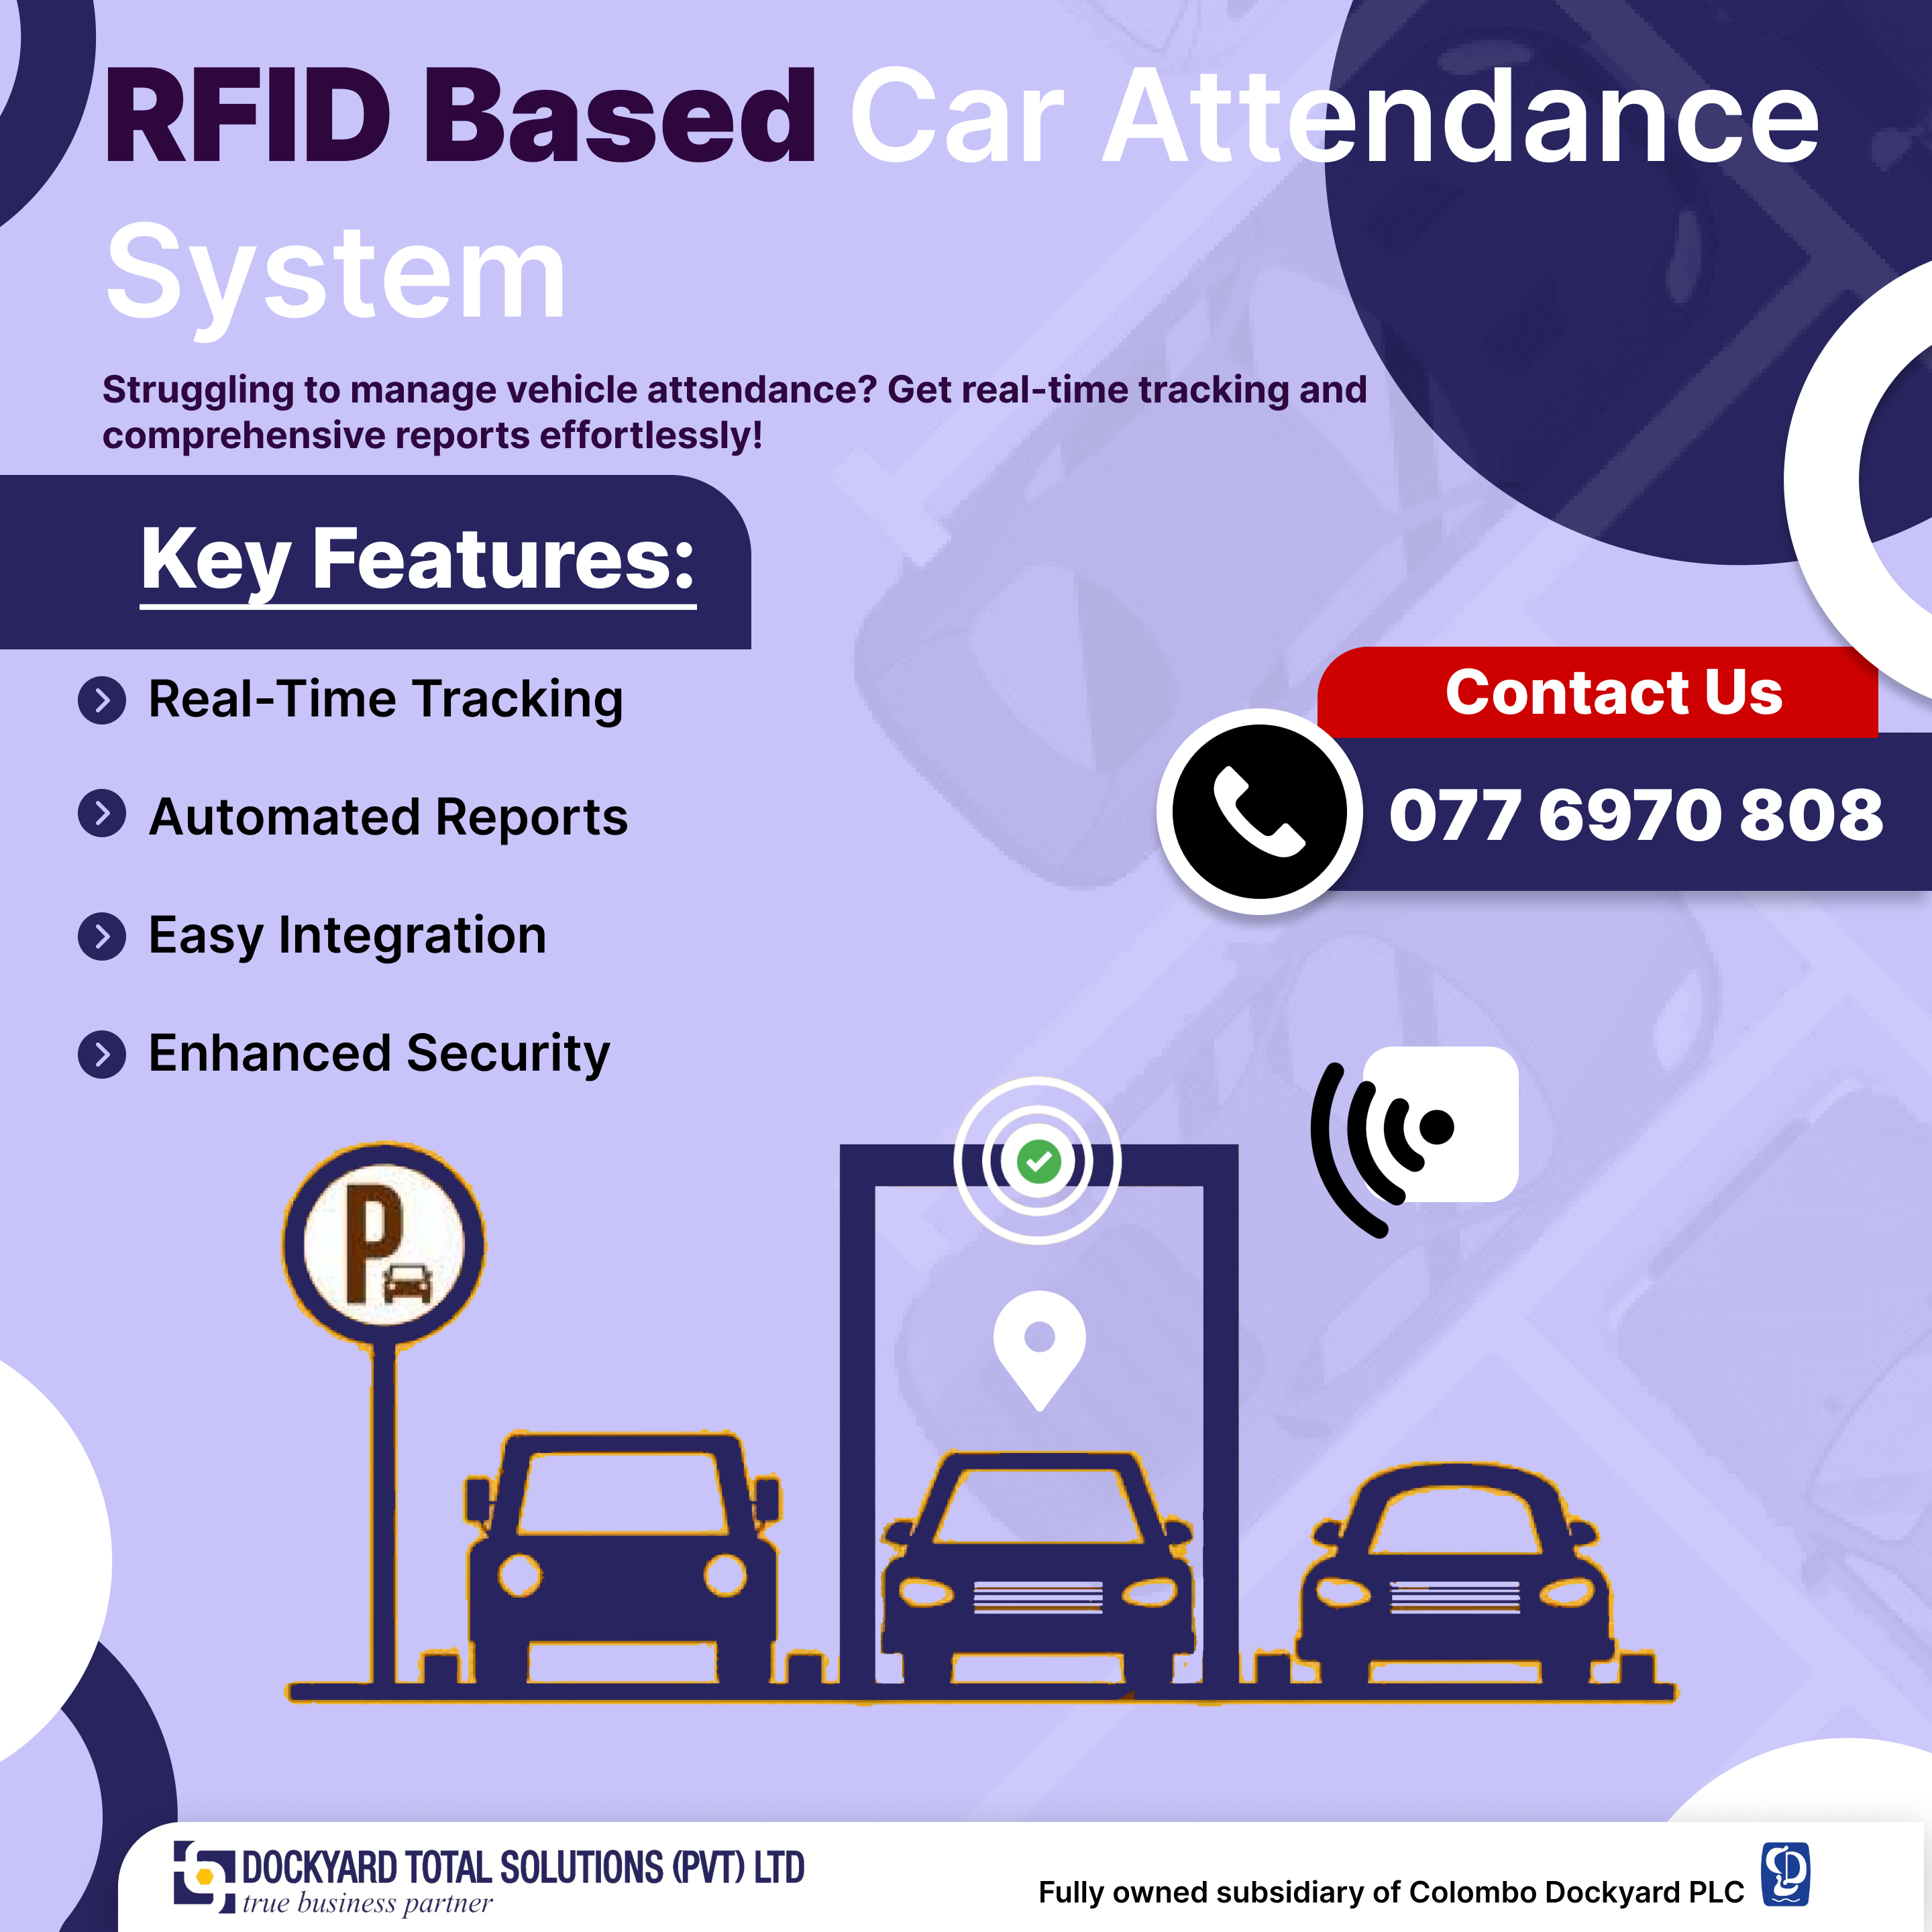 RFID Based Car Attendance
System
Struggling to manage vehicle attendance? Get real-time tracking and
comprehensive reports effortlessly!
Key Features:
Real-Time Tracking
Automated Reports
Easy Integration
Enhanced Security
Contact Us
077 6970 808
P
DOCKYARD TOTAL SOLUTIONS (PVT) LTD
true business partner
Fully owned subsidiary of Colombo Dockyard PLC